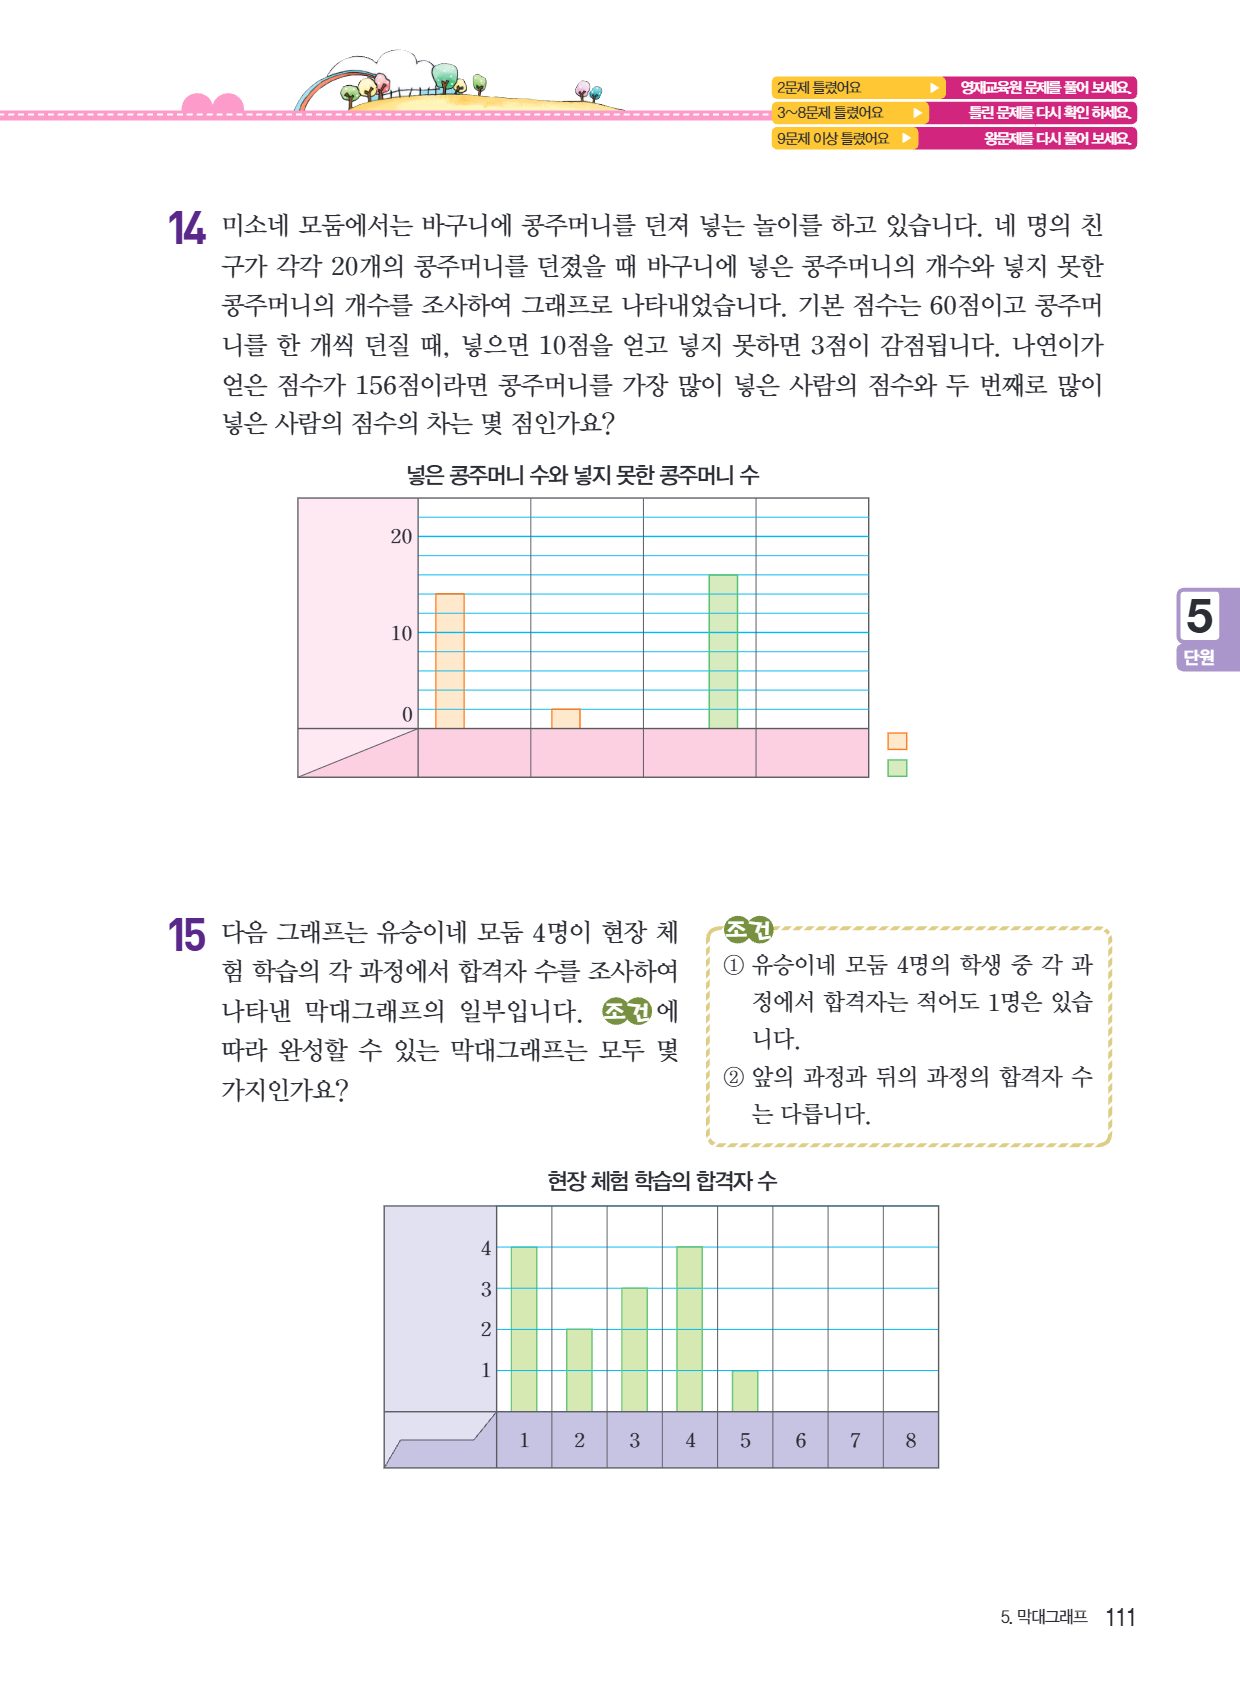 2문제 틀렸어요 ▶ 영재교육원 문제를 풀어 보세요.
3~8문제 틀렸어요 ▶ 틀린 문제를 다시 확인 하세요.
9문제 이상 틀렸어요 ▶ 왕문제를 다시 풀어 보세요.
14 미소네 모둠에서는 바구니에 콩주머니를 던져 넣는 놀이를 하고 있습니다. 네 명의 친
구가 각각 20개의 콩주머니를 던졌을 때 바구니에 넣은 콩주머니의 개수와 넣지 못한
콩주머니의 개수를 조사하여 그래프로 나타내었습니다. 기본 점수는 60점이고 콩주머
니를 한 개씩 던질 때, 넣으면 10점을 얻고 넣지 못하면 3점이 감점됩니다. 나연이가
얻은 점수가 156점이라면 콩주머니를 가장 많이 넣은 사람의 점수와 두 번째로 많이
넣은 사람의 점수의 차는 몇 점인가요?
넣은 콩주머니 수와 넣지 못한 콩주머니 수
20
10
0
5
단원
15 다음 그래프는 유승이네 모둠 4명이 현장 체
험 학습의 각 과정에서 합격자 수를 조사하여
나타낸 막대그래프의 일부입니다. 조건에
따라 완성할 수 있는 막대그래프는 모두 몇
가지인가요?
조건
① 유승이네 모둠 4명의 학생 중 각 과
정에서 합격자는 적어도 1명은 있습
니다.
② 앞의 과정과 뒤의 과정의 합격자 수
는 다릅니다.
현장 체험 학습의 합격자 수
4
3
2
1
1 2 3 4 5 6 7 8
5. 막대그래프 111